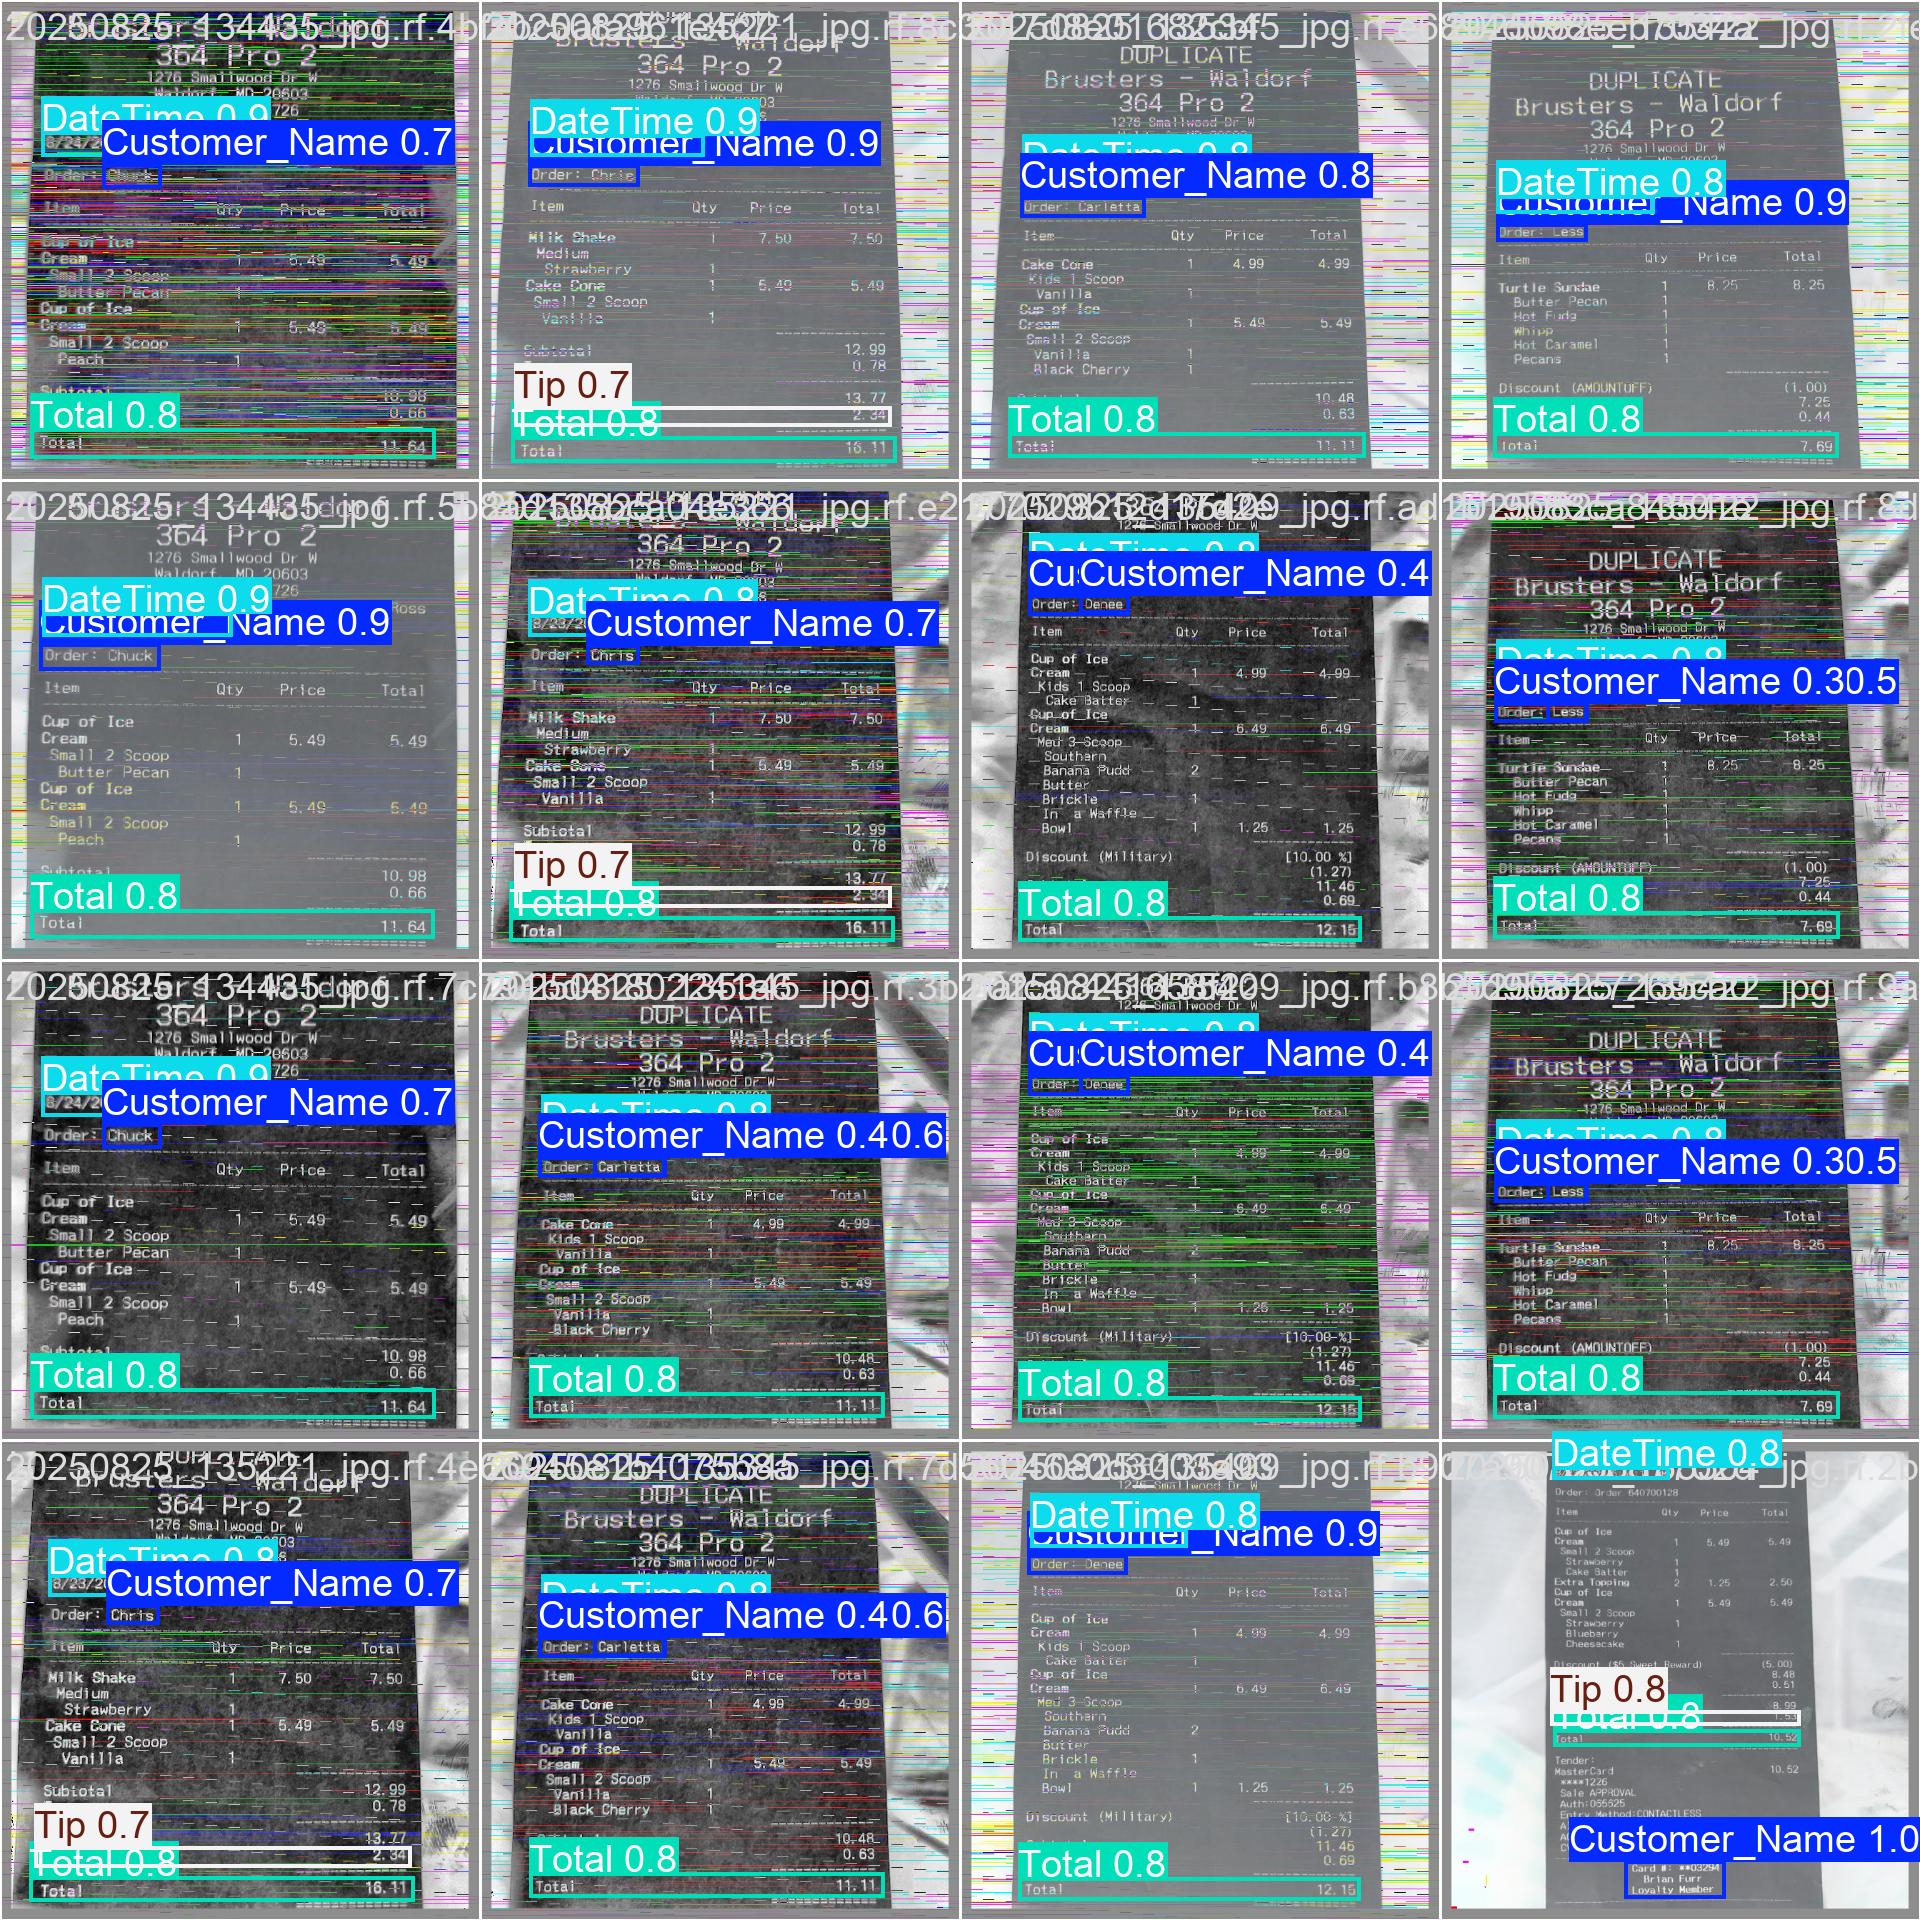 20250825_134435_jpg.rf.4b
364 Pro 2
1276 Smallwood Dr W
Waldorf, MD 20603
DateTime 0.9
Customer_Name 0.7
Order: Chuck
Item Qty Price Total
Cup of Ice
Cream 1 5.49 5.49
Small 2 Scoop
Butter Pecan 1
Cup of Ice
Cream 1 5.49 5.49
Small 2 Scoop
Peach 1
Subtotal 10.98
0.66
Total 0.8
Total 11.64
Brusters - Waldorf
364 Pro 2
1276 Smallwood Dr W
DateTime 0.9
Customer_Name 0.9
Order: Chris
Item Qty Price Total
Milk Shake 1 7.50 7.50
Medium
Strawberry 1
Cake Cone 1 5.49 5.49
Small 2 Scoop
Vanilla 1
Subtotal 12.99
0.78
Tip 0.7
13.77
2.34
Total 0.8
Total 16.11
DUPLICATE
Brusters - Waldorf
364 Pro 2
1276 Smallwood Dr W
DateTime 0.8
Customer_Name 0.8
Order: Carletta
Item Qty Price Total
Cake Cone 1 4.99 4.99
Kids 1 Scoop
Vanilla 1
Cup of Ice
Cream 1 5.49 5.49
Small 2 Scoop
Vanilla 1
Black Cherry 1
10.48
0.63
Total 0.8
Total 11.11
DUPLICATE
Brusters - Waldorf
364 Pro 2
1276 Smallwood Dr W
DateTime 0.8
Customer_Name 0.9
Order: Less
Item Qty Price Total
Turtle Sundae 1 8.25 8.25
Butter Pecan 1
Hot Fudg 1
Whipp 1
Hot Caramel 1
Pecans 1
Discount (AMOUNTOFF) (1.00)
7.25
0.44
Total 0.8
Total 7.69
20250825_134435_jpg.rf.5b
364 Pro 2
1276 Smallwood Dr W
Waldorf, MD 20603
DateTime 0.9
Ross
Customer_Name 0.9
Order: Chuck
Item Qty Price Total
Cup of Ice
Cream 1 5.49 5.49
Small 2 Scoop
Butter Pecan 1
Cup of Ice
Cream 1 5.49 5.49
Small 2 Scoop
Peach 1
Subtotal 10.98
0.66
Total 0.8
Total 11.64
Brusters - Waldorf
364 Pro 2
1276 Smallwood Dr W
DateTime 0.8
Customer_Name 0.7
Order: Chris
Item Qty Price Total
Milk Shake 1 7.50 7.50
Medium
Strawberry 1
Cake Cone 1 5.49 5.49
Small 2 Scoop
Vanilla 1
Subtotal 12.99
0.78
Tip 0.7
13.77
2.34
Total 0.8
Total 16.11
1276 Smallwood Dr W
DateTime 0.8
Customer_Name 0.4
Order: Denee
Item Qty Price Total
Cup of Ice
Cream 1 4.99 4.99
Kids 1 Scoop
Cake Batter 1
Cup of Ice
Cream 1 6.49 6.49
Med 3 Scoop
Southern
Banana Pudd 2
Butter
Brickle 1
In a Waffle
Bowl 1 1.25 1.25
Discount (Military) [10.00 %]
(1.27)
11.46
0.69
Total 0.8
Total 12.15
DUPLICATE
Brusters - Waldorf
364 Pro 2
1276 Smallwood Dr W
DateTime 0.8
Customer_Name 0.30.5
Order: Less
Item Qty Price Total
Turtle Sundae 1 8.25 8.25
Butter Pecan 1
Hot Fudg 1
Whipp 1
Hot Caramel 1
Pecans 1
Discount (AMOUNTOFF) (1.00)
7.25
0.44
Total 0.8
Total 7.69
20250825_134435_jpg.rf.7c
364 Pro 2
1276 Smallwood Dr W
Waldorf, MD 20603
DateTime 0.9
Customer_Name 0.7
Order: Chuck
Item Qty Price Total
Cup of Ice
Cream 1 5.49 5.49
Small 2 Scoop
Butter Pecan 1
Cup of Ice
Cream 1 5.49 5.49
Small 2 Scoop
Peach 1
Subtotal 10.98
0.66
Total 0.8
Total 11.64
DUPLICATE
Brusters - Waldorf
364 Pro 2
1276 Smallwood Dr W
DateTime 0.8
Customer_Name 0.40.6
Order: Carletta
Item Qty Price Total
Cake Cone 1 4.99 4.99
Kids 1 Scoop
Vanilla 1
Cup of Ice
Cream 1 5.49 5.49
Small 2 Scoop
Vanilla 1
Black Cherry 1
10.48
0.63
Total 0.8
Total 11.11
1276 Smallwood Dr W
DateTime 0.8
Customer_Name 0.4
Order: Denee
Item Qty Price Total
Cup of Ice
Cream 1 4.99 4.99
Kids 1 Scoop
Cake Batter 1
Cup of Ice
Cream 1 6.49 6.49
Med 3 Scoop
Southern
Banana Pudd 2
Butter
Brickle 1
In a Waffle
Bowl 1 1.25 1.25
Discount (Military) [10.00 %]
(1.27)
11.46
0.69
Total 0.8
Total 12.15
DUPLICATE
Brusters - Waldorf
364 Pro 2
1276 Smallwood Dr W
DateTime 0.8
Customer_Name 0.30.5
Order: Less
Item Qty Price Total
Turtle Sundae 1 8.25 8.25
Butter Pecan 1
Hot Fudg 1
Whipp 1
Hot Caramel 1
Pecans 1
Discount (AMOUNTOFF) (1.00)
7.25
0.44
Total 0.8
Total 7.69
20250825_135221_jpg.rf.4e
Brusters - Waldorf
364 Pro 2
1276 Smallwood Dr W
DateTime 0.8
Customer_Name 0.7
Order: Chris
Item Qty Price Total
Milk Shake 1 7.50 7.50
Medium
Strawberry 1
Cake Cone 1 5.49 5.49
Small 2 Scoop
Vanilla 1
Subtotal 12.99
0.78
Tip 0.7
13.77
2.34
Total 0.8
Total 16.11
DUPLICATE
Brusters - Waldorf
364 Pro 2
1276 Smallwood Dr W
DateTime 0.8
Customer_Name 0.40.6
Order: Carletta
Item Qty Price Total
Cake Cone 1 4.99 4.99
Kids 1 Scoop
Vanilla 1
Cup of Ice
Cream 1 5.49 5.49
Small 2 Scoop
Vanilla 1
Black Cherry 1
10.48
0.63
Total 0.8
Total 11.11
1276 Smallwood Dr W
DateTime 0.8
Customer_Name 0.9
Order: Denee
Item Qty Price Total
Cup of Ice
Cream 1 4.99 4.99
Kids 1 Scoop
Cake Batter 1
Cup of Ice
Cream 1 6.49 6.49
Med 3 Scoop
Southern
Banana Pudd 2
Butter
Brickle 1
In a Waffle
Bowl 1 1.25 1.25
Discount (Military) [10.00 %]
(1.27)
11.46
0.69
Total 0.8
Total 12.15
DateTime 0.8
Order: Order 640700128
Item Qty Price Total
Cup of Ice
Cream 1 5.49 5.49
Small 2 Scoop
Strawberry 1
Cake Batter 1
Extra Topping 2 1.25 2.50
Cup of Ice
Cream 1 5.49 5.49
Small 2 Scoop
Strawberry
Blueberry
Cheesecake 1
Discount ($5 Sweet Reward) (5.00)
8.48
0.51
Tip 0.8
8.99
1.53
Total 0.8
Total 10.52
Tender:
MasterCard 10.52
****1226
Sale APPROVAL
Auth:065625
Entry Method:CONTACTLESS
Customer_Name 1.0
Card #: **03294
Brian Furr
Loyalty Member